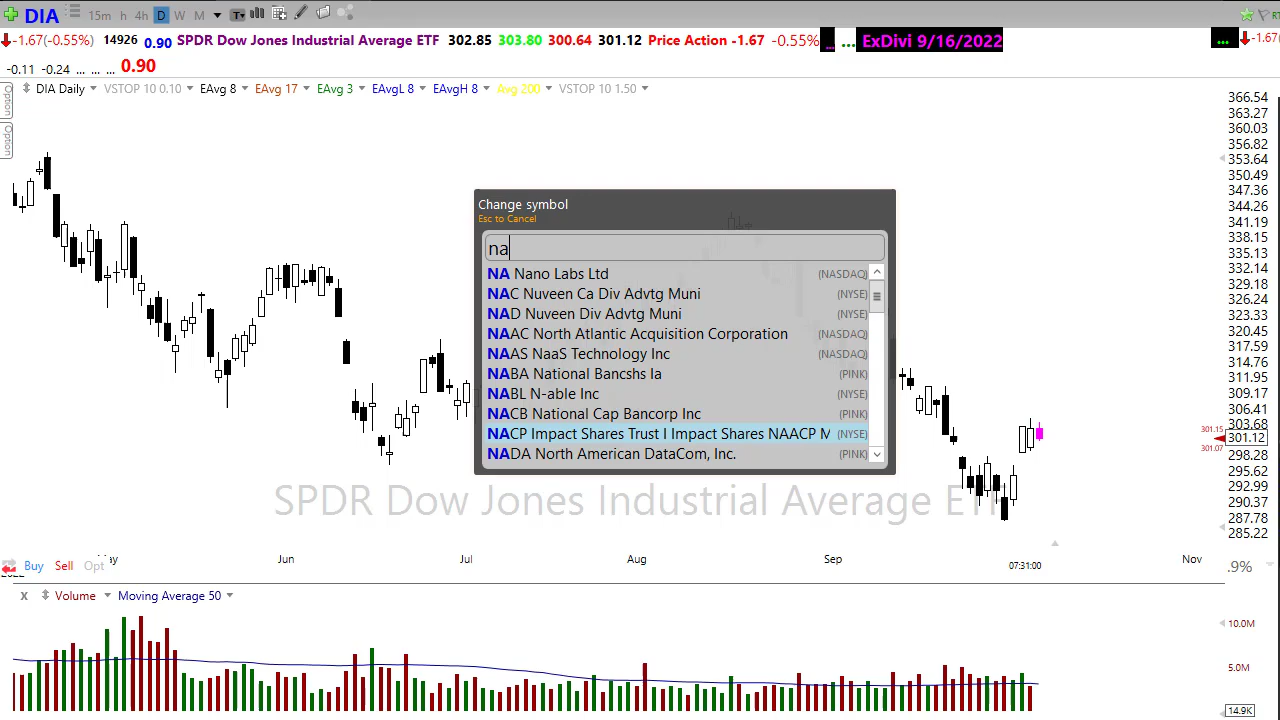 DIA 15m h 4h D W M T
-1.67(-0.55%) 14926 0.90 SPDR Dow Jones Industrial Average ETF 302.85 303.80 300.64 301.12 Price Action -1.67 -0.55% ... ... ExDivi 9/16/2022 ... -1.67(
-0.11 -0.24 ... ... ... 0.90
DIA Daily VSTOP 10 0.10 EAvg 8 EAvg 17 EAvg 3 EAvgL 8 EAvgH 8 Avg 200 VSTOP 10 1.50
Option
Option
366.54
363.27
360.03
356.82
353.64
350.49
347.36
344.26
341.19
338.15
335.13
332.14
329.18
326.24
323.33
320.45
317.59
314.76
311.95
309.17
306.41
303.68
301.15
301.12
301.07
298.28
295.62
292.99
290.37
287.78
285.22
Change symbol
Esc to Cancel
na
NA Nano Labs Ltd (NASDAQ)
NAC Nuveen Ca Div Advtg Muni (NYSE)
NAD Nuveen Div Advtg Muni (NYSE)
NAAC North Atlantic Acquisition Corporation (NASDAQ)
NAAS NaaS Technology Inc (NASDAQ)
NABA National Bancshs Ia (PINK)
NABL N-able Inc (NYSE)
NACB National Cap Bancorp Inc (PINK)
NACP Impact Shares Trust I Impact Shares NAACP M (NYSE)
NADA North American DataCom, Inc. (PINK)
SPDR Dow Jones Industrial Average ETF
Jun Jul Aug Sep Nov
Buy Sell Opt 07:31:00 .9%
x Volume Moving Average 50
10.0M
5.0M
14.9K